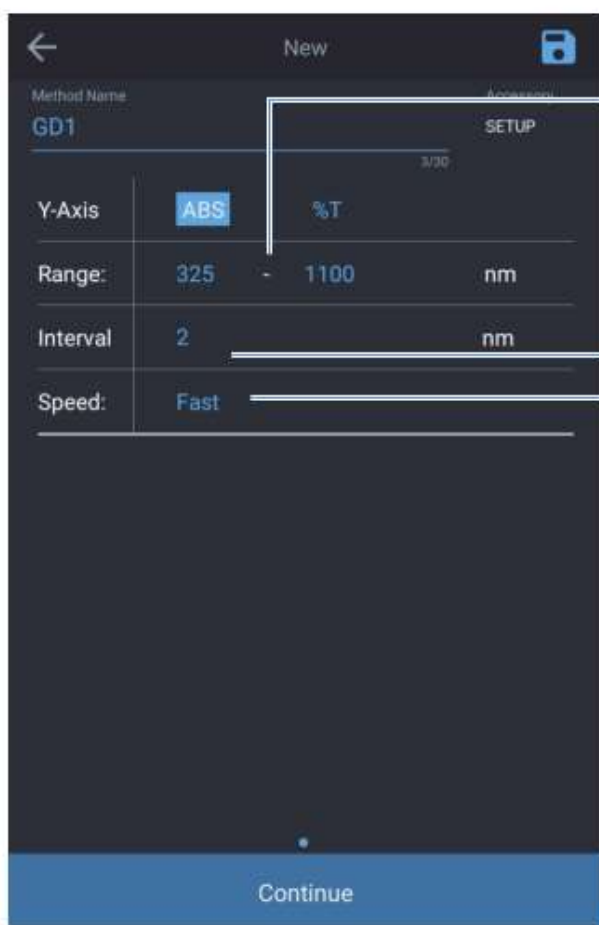 New
Method Name
Accessory
GD1
SETUP
3/30
Y-Axis ABS %T
Range: 325 - 1100 nm
Interval 2 nm
Speed: Fast
Continue